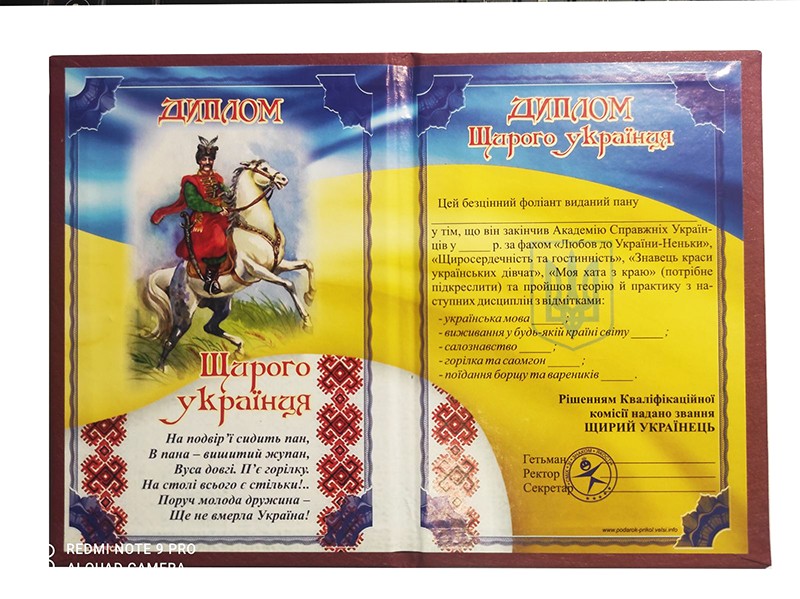 ДИПЛОМ
Щирого
українця
На подвір’ї сидить пан,
В пана – вишитий жупан,
Вуса довгі. П’є горілку.
На столі всього є стільки!..
Поруч молода дружина –
Ще не вмерла Україна!
ДИПЛОМ
Щирого українця
Цей безцінний фоліант виданий пану
у тім, що він закінчив Академію Справжніх Україн-
ців у _____ р. за фахом «Любов до України-Неньки»,
«Щиросердечність та гостинність», «Знавець краси
українських дівчат», «Моя хата з краю» (потрібне
підкреслити) та пройшов теорію й практику з на-
ступних дисциплін з відмітками:
- українська мова _____ ;
- виживання у будь-якій країні світу _____ ;
- салознавство _____ ;
- горілка та саомгон _____ ;
- поїдання борщу та вареників _____ .
Рішенням Кваліфікаційної
комісії надано звання
ЩИРИЙ УКРАЇНЕЦЬ
Гетьман
Ректор
Секретар
www.podarok-prikol.velsi.info
REDMI NOTE 9 PRO
AI QUAD CAMERA